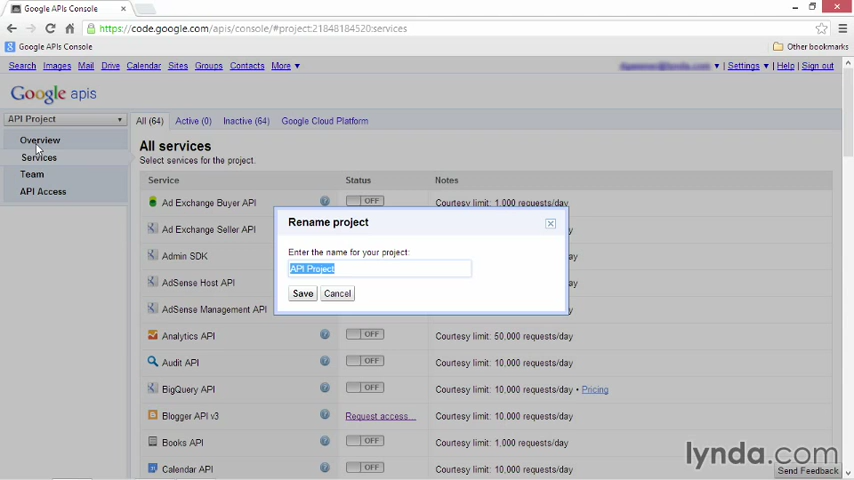 Google APIs Console
https://code.google.com/apis/console/#project:21848184520:services
Google APIs Console
Other bookmarks
Search Images Mail Drive Calendar Sites Groups Contacts More ▼
Settings ▼ | Help | Sign out
Google apis
API Project
All (64) Active (0) Inactive (64) Google Cloud Platform
Overview
Services
Team
API Access
All services
Select services for the project.
Service Status Notes
Ad Exchange Buyer API OFF Courtesy limit: 1,000 requests/day
Ad Exchange Seller API
Admin SDK
AdSense Host API
AdSense Management API
Rename project
Enter the name for your project:
API Project
Save Cancel
Analytics API OFF Courtesy limit: 50,000 requests/day
Audit API OFF Courtesy limit: 10,000 requests/day
BigQuery API OFF Courtesy limit: 10,000 requests/day • Pricing
Blogger API v3 Request access... Courtesy limit: 10,000 requests/day
Books API OFF Courtesy limit: 1,000 requests/day
Calendar API OFF Courtesy limit: 10,000 requests/day
lynda.com
Send Feedback